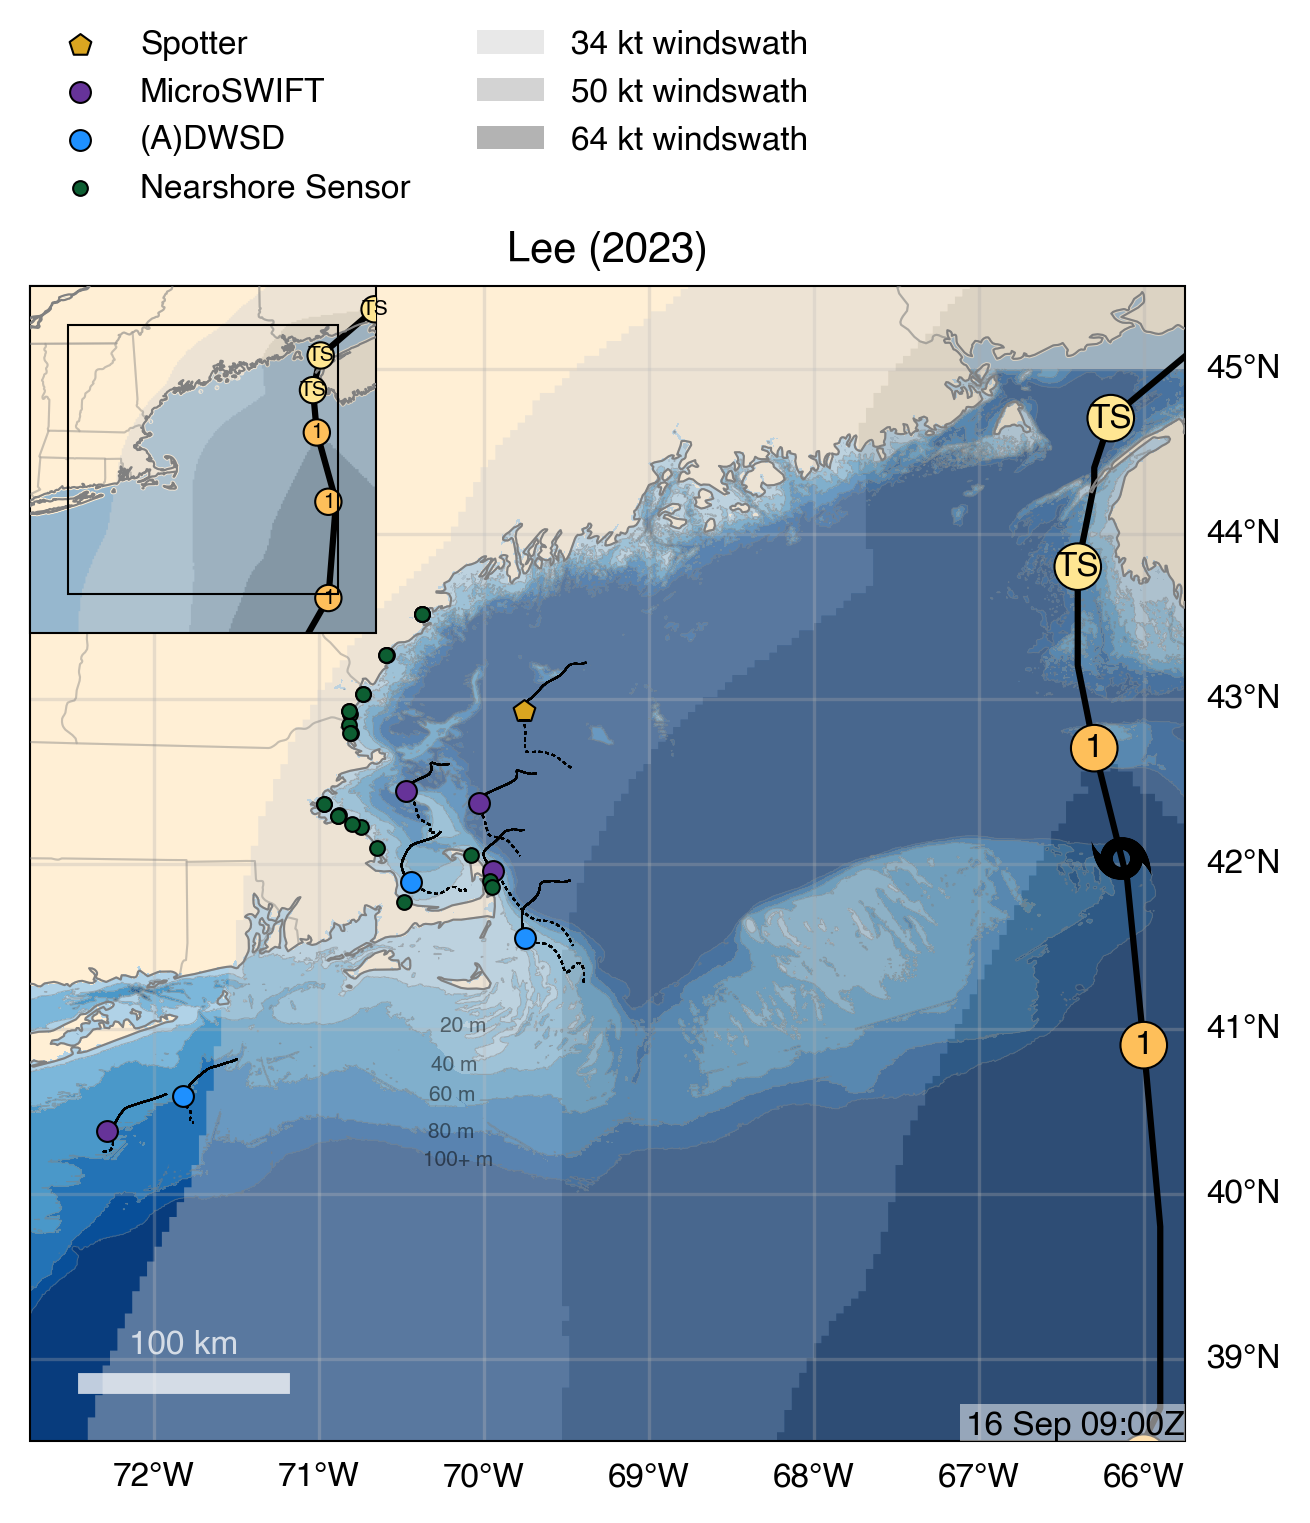 Spotter
MicroSWIFT
(A)DWSD
Nearshore Sensor
34 kt windswath
50 kt windswath
64 kt windswath
Lee (2023)
TS
TS
TS
1
1
1
TS
TS
1
1
45°N
44°N
43°N
42°N
41°N
40°N
39°N
20 m
40 m
60 m
80 m
100+ m
100 km
16 Sep 09:00Z
72°W
71°W
70°W
69°W
68°W
67°W
66°W